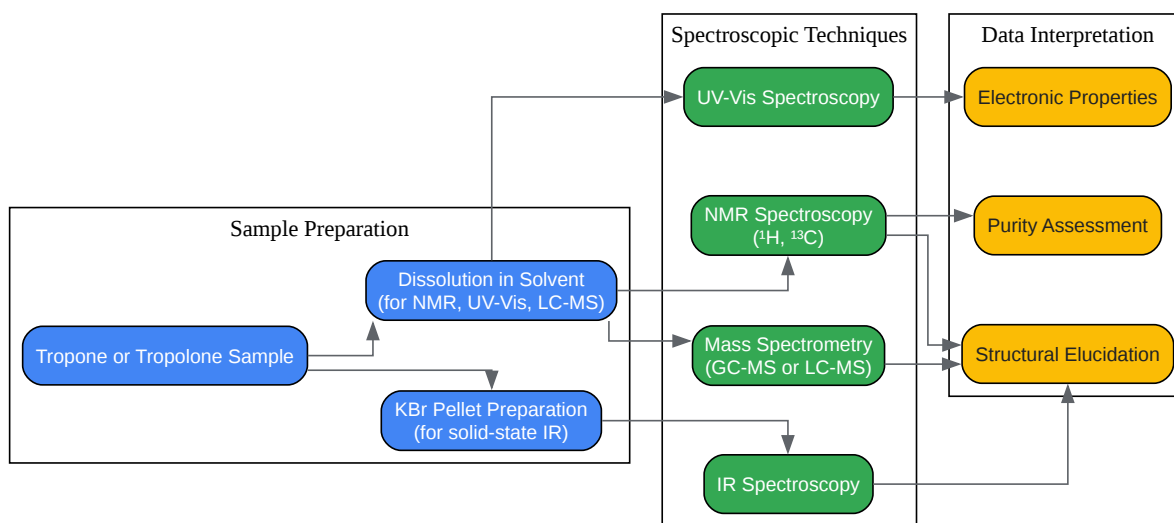 Sample Preparation
Tropone or Tropolone Sample
Dissolution in Solvent
(for NMR, UV-Vis, LC-MS)
KBr Pellet Preparation
(for solid-state IR)
Spectroscopic Techniques
UV-Vis Spectroscopy
NMR Spectroscopy
(¹H, ¹³C)
Mass Spectrometry
(GC-MS or LC-MS)
IR Spectroscopy
Data Interpretation
Electronic Properties
Purity Assessment
Structural Elucidation